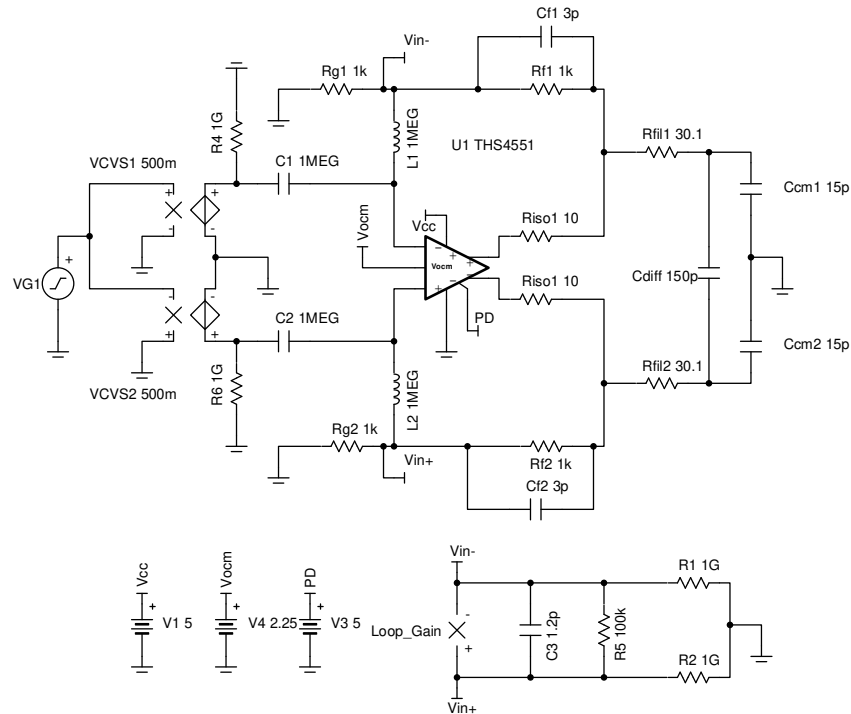 Cf1 3p
Vin-
Rg1 1k
Rf1 1k
R4 1G
L1 1MEG
U1 THS4551
Rfil1 30.1
VCVS1 500m
C1 1MEG
Ccm1 15p
+
+
-
-
Vocm
Vcc
Riso1 10
VG1
+
−
+
+
Vocm
−
−
+
Cdiff 150p
Riso1 10
PD
-
-
+
+
C2 1MEG
Ccm2 15p
VCVS2 500m
R6 1G
L2 1MEG
Rfil2 30.1
Rg2 1k
Vin+
Rf2 1k
Cf2 3p
Vcc
+
V1 5
Vocm
+
V4 2.25
PD
+
V3 5
Vin-
R1 1G
-
Loop_Gain
+
C3 1.2p
R5 100k
R2 1G
Vin+